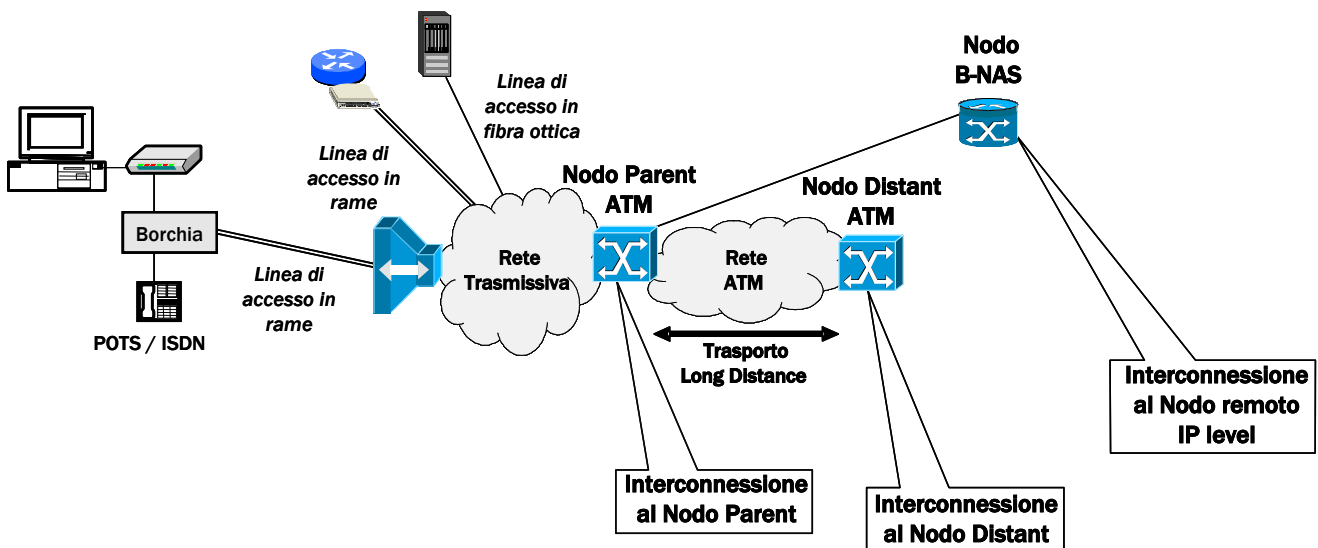 Nodo
B-NAS
Linea di
accesso in
fibra ottica
Linea di
accesso in
rame
Nodo Parent
ATM
Nodo Distant
ATM
Borchia
Rete
Trasmissiva
Rete
ATM
Linea di
accesso in
rame
POTS / ISDN
Trasporto
Long Distance
Interconnessione
al Nodo remoto
IP level
Interconnessione
al Nodo Parent
Interconnessione
al Nodo Distant